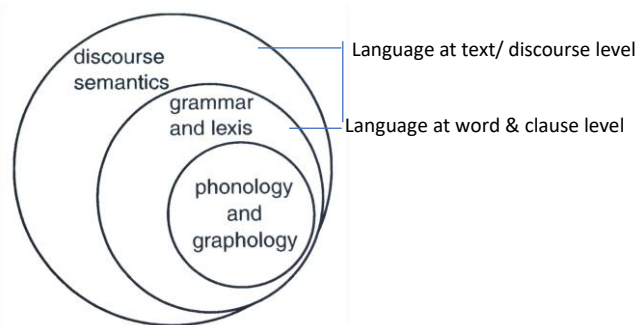 discourse
semantics
Language at text/ discourse level
grammar
and lexis
Language at word & clause level
phonology
and
graphology